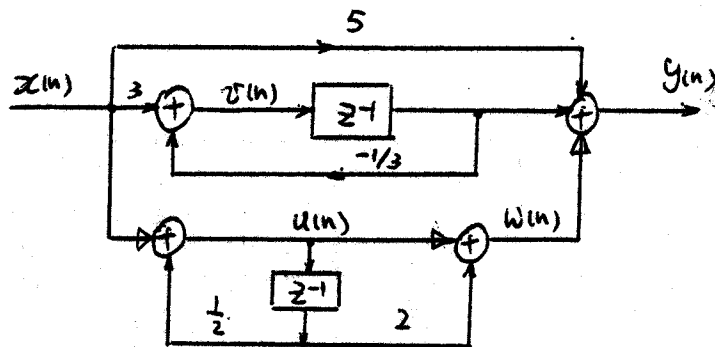 5
x(n)
3
+
v(n)
z⁻¹
+
y(n)
-1/3
+
u(n)
+
w(n)
z⁻¹
1/2
2